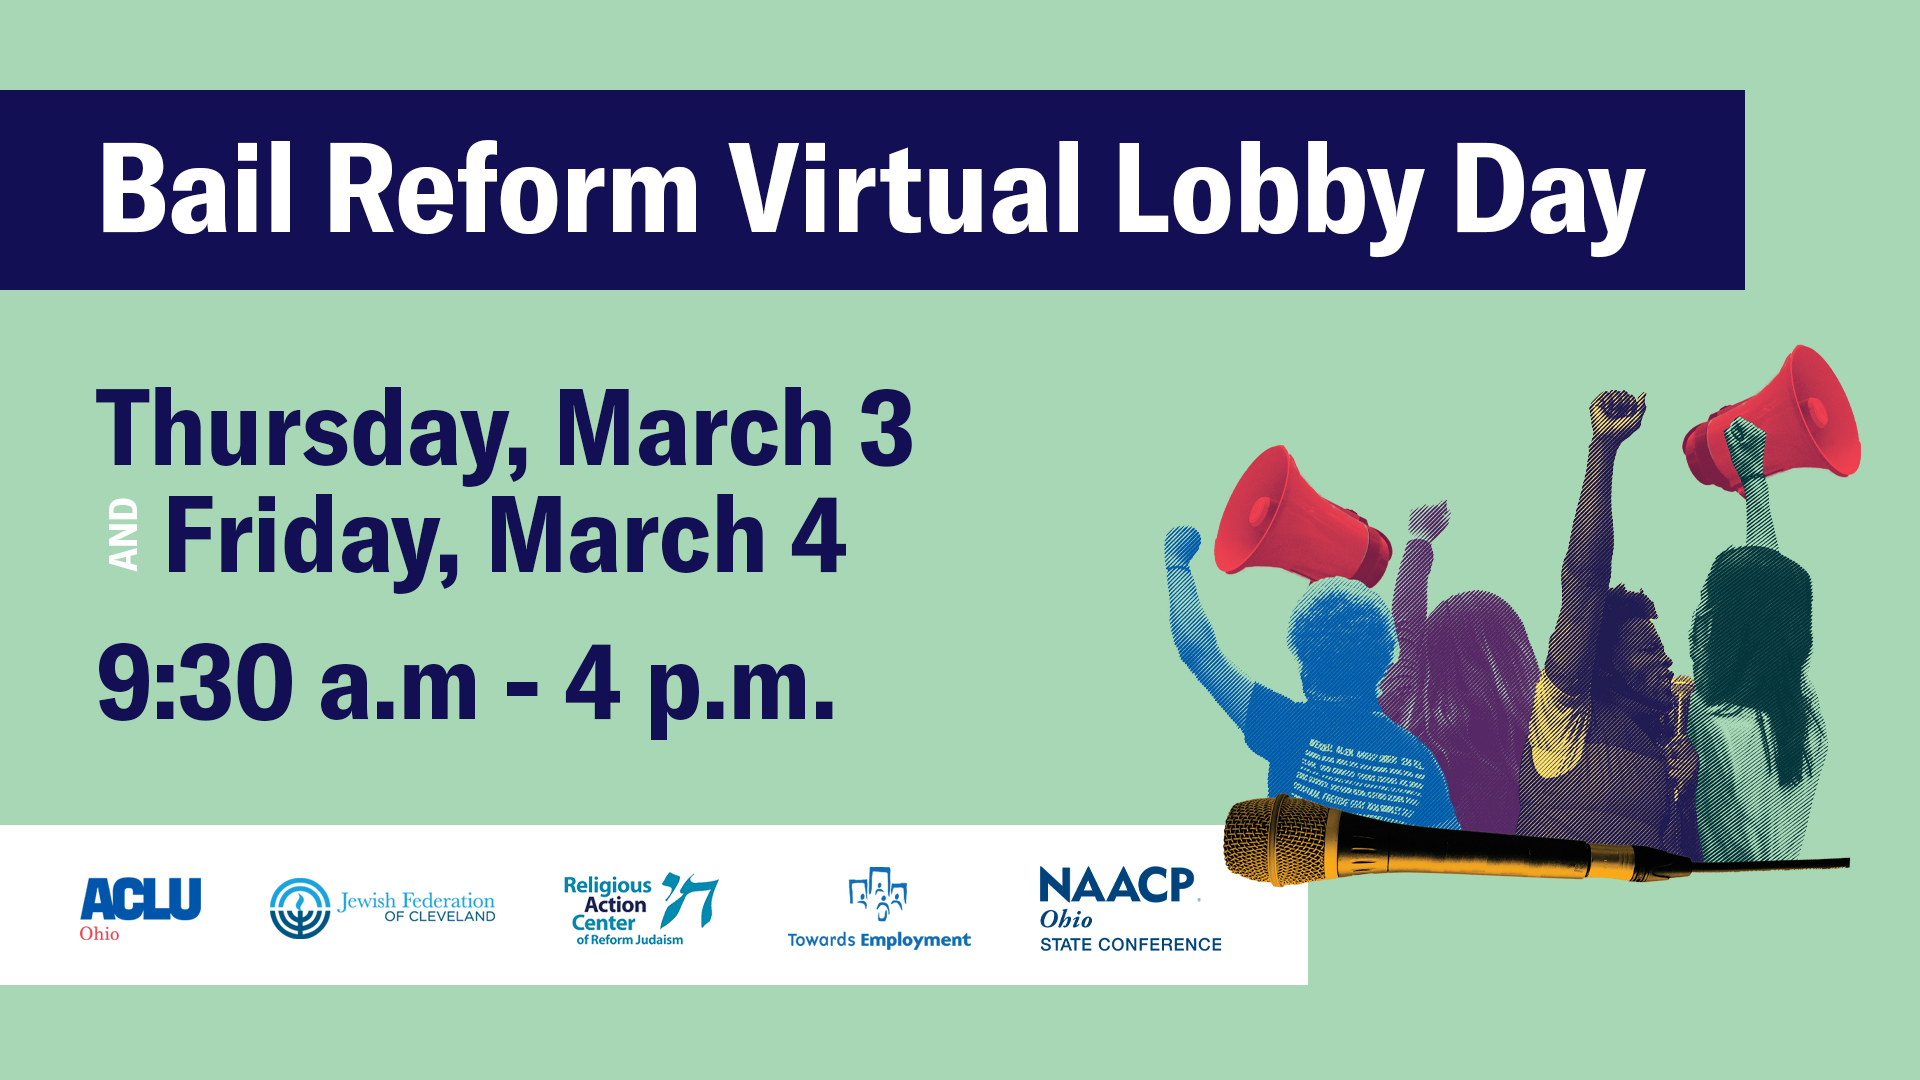 Bail Reform Virtual Lobby Day
Thursday, March 3
AND Friday, March 4
9:30 a.m - 4 p.m.
ACLU
Ohio
Jewish Federation
OF CLEVELAND
Religious
Action
Center
of Reform Judaism
Towards Employment
NAACP
Ohio
STATE CONFERENCE